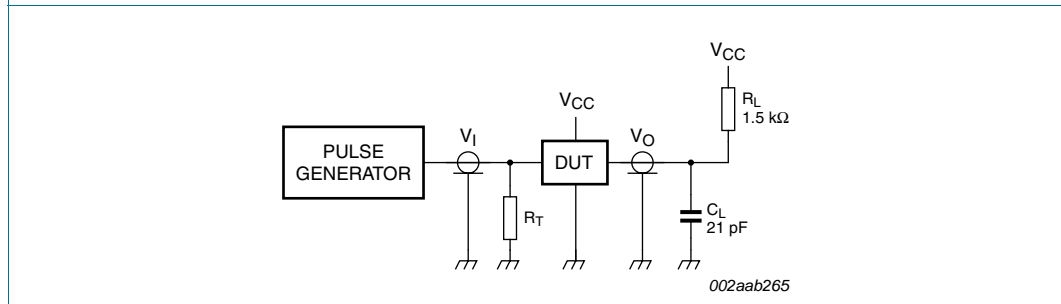 VCC
RL
1.5 kΩ
VCC
VI
VO
PULSE
GENERATOR
DUT
RT
CL
21 pF
002aab265